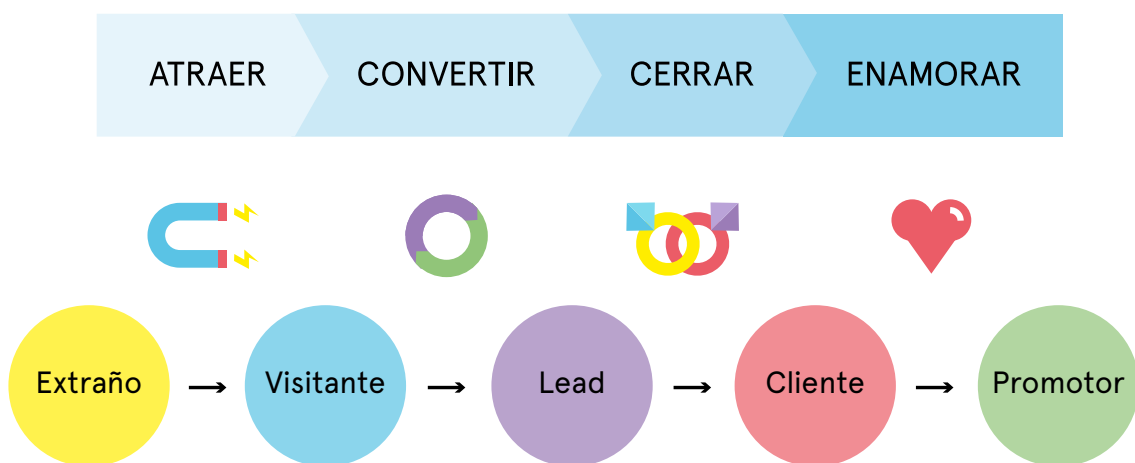 ATRAER CONVERTIR CERRAR ENAMORAR
Extraño → Visitante → Lead → Cliente → Promotor